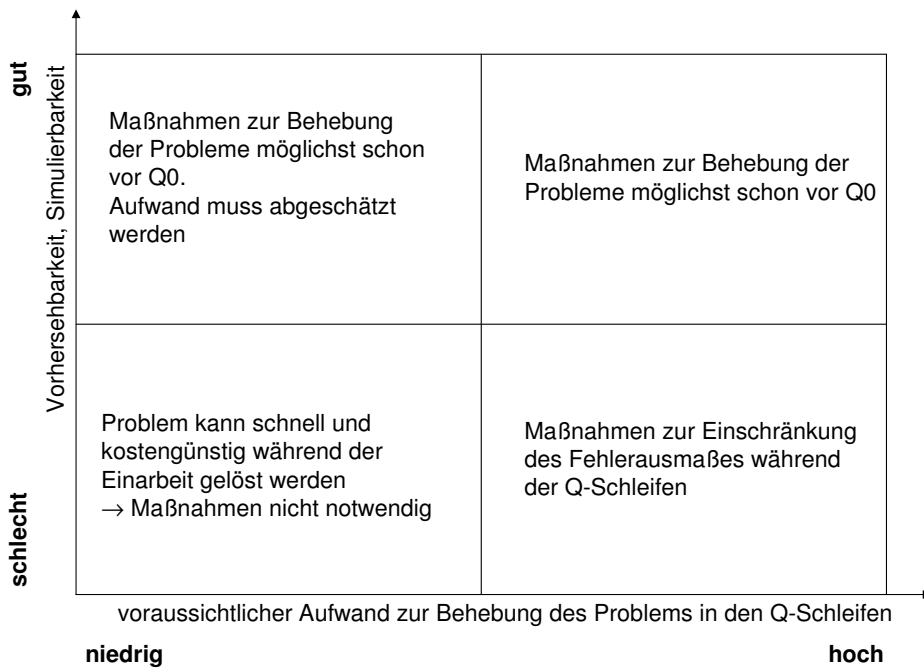 gut
Vorhersehbarkeit, Simulierbarkeit
schlecht
Maßnahmen zur Behebung
der Probleme möglichst schon
vor Q0.
Aufwand muss abgeschätzt
werden
Maßnahmen zur Behebung der
Probleme möglichst schon vor Q0
Problem kann schnell und
kostengünstig während der
Einarbeit gelöst werden
→ Maßnahmen nicht notwendig
Maßnahmen zur Einschränkung
des Fehlerausmaßes während
der Q-Schleifen
voraussichtlicher Aufwand zur Behebung des Problems in den Q-Schleifen
niedrig
hoch